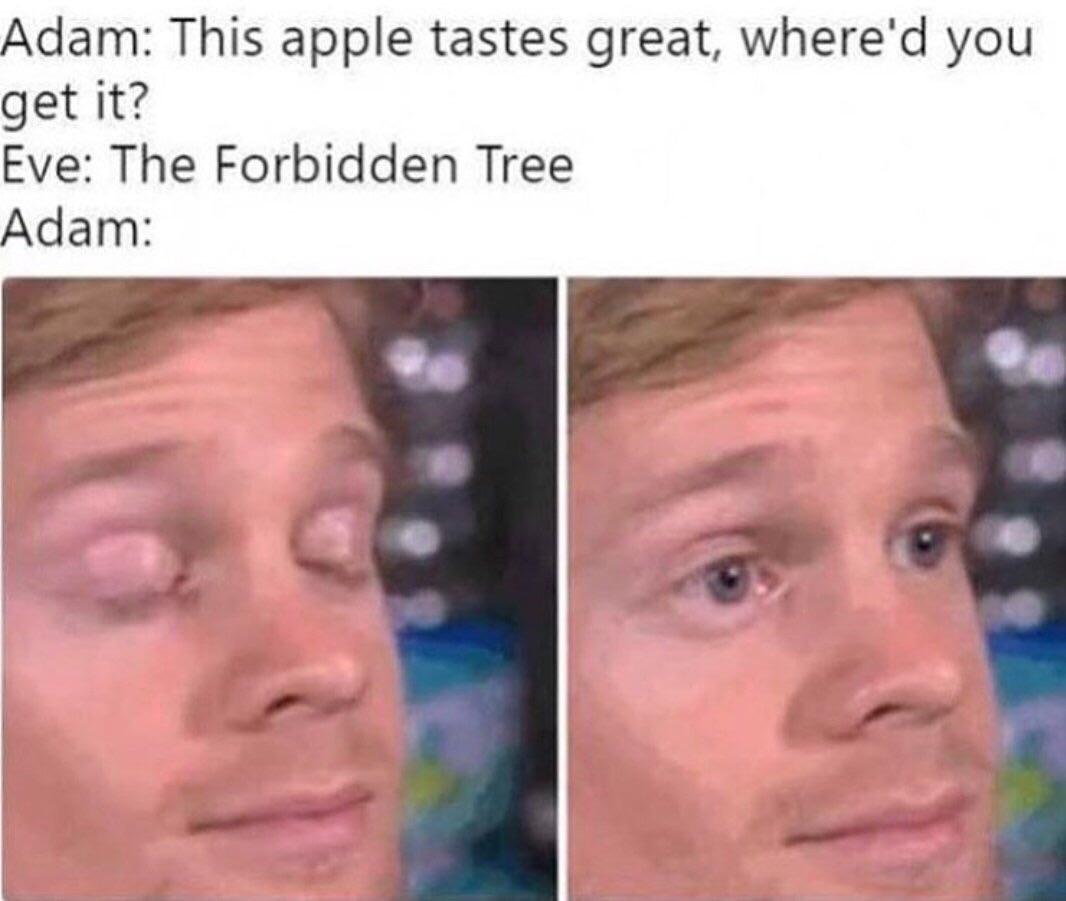 Adam: This apple tastes great, where'd you
get it?
Eve: The Forbidden Tree
Adam: